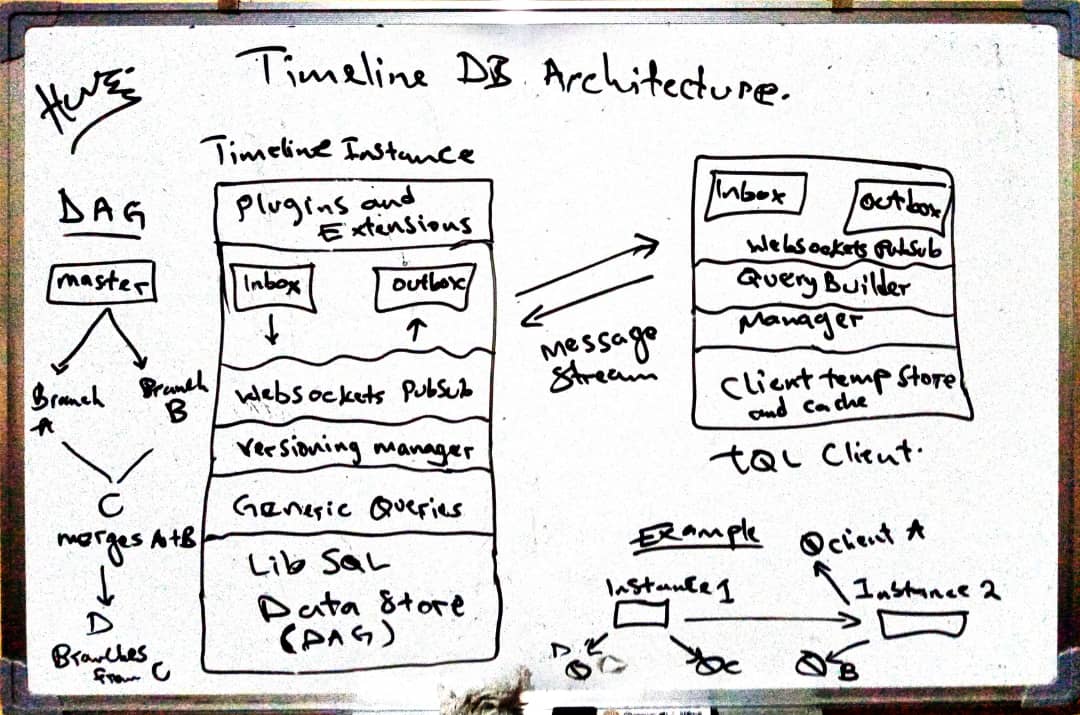 Timeline DB Architecture.
DAG
master
Branch
A
Branch
B
C
merges A+B
D
Branches
from C
Timeline Instance
Plugins and
Extensions
Inbox
Outbox
Websockets PubSub
Versioning manager
Generic Queries
Lib SQL
Data Store
(DAG)
Message
Stream
Inbox
Outbox
Websockets PubSub
Query Builder
Manager
Client temp Store
and cache
tQL Client.
Example
Instance 1
D
C
Instance 2
client A
B